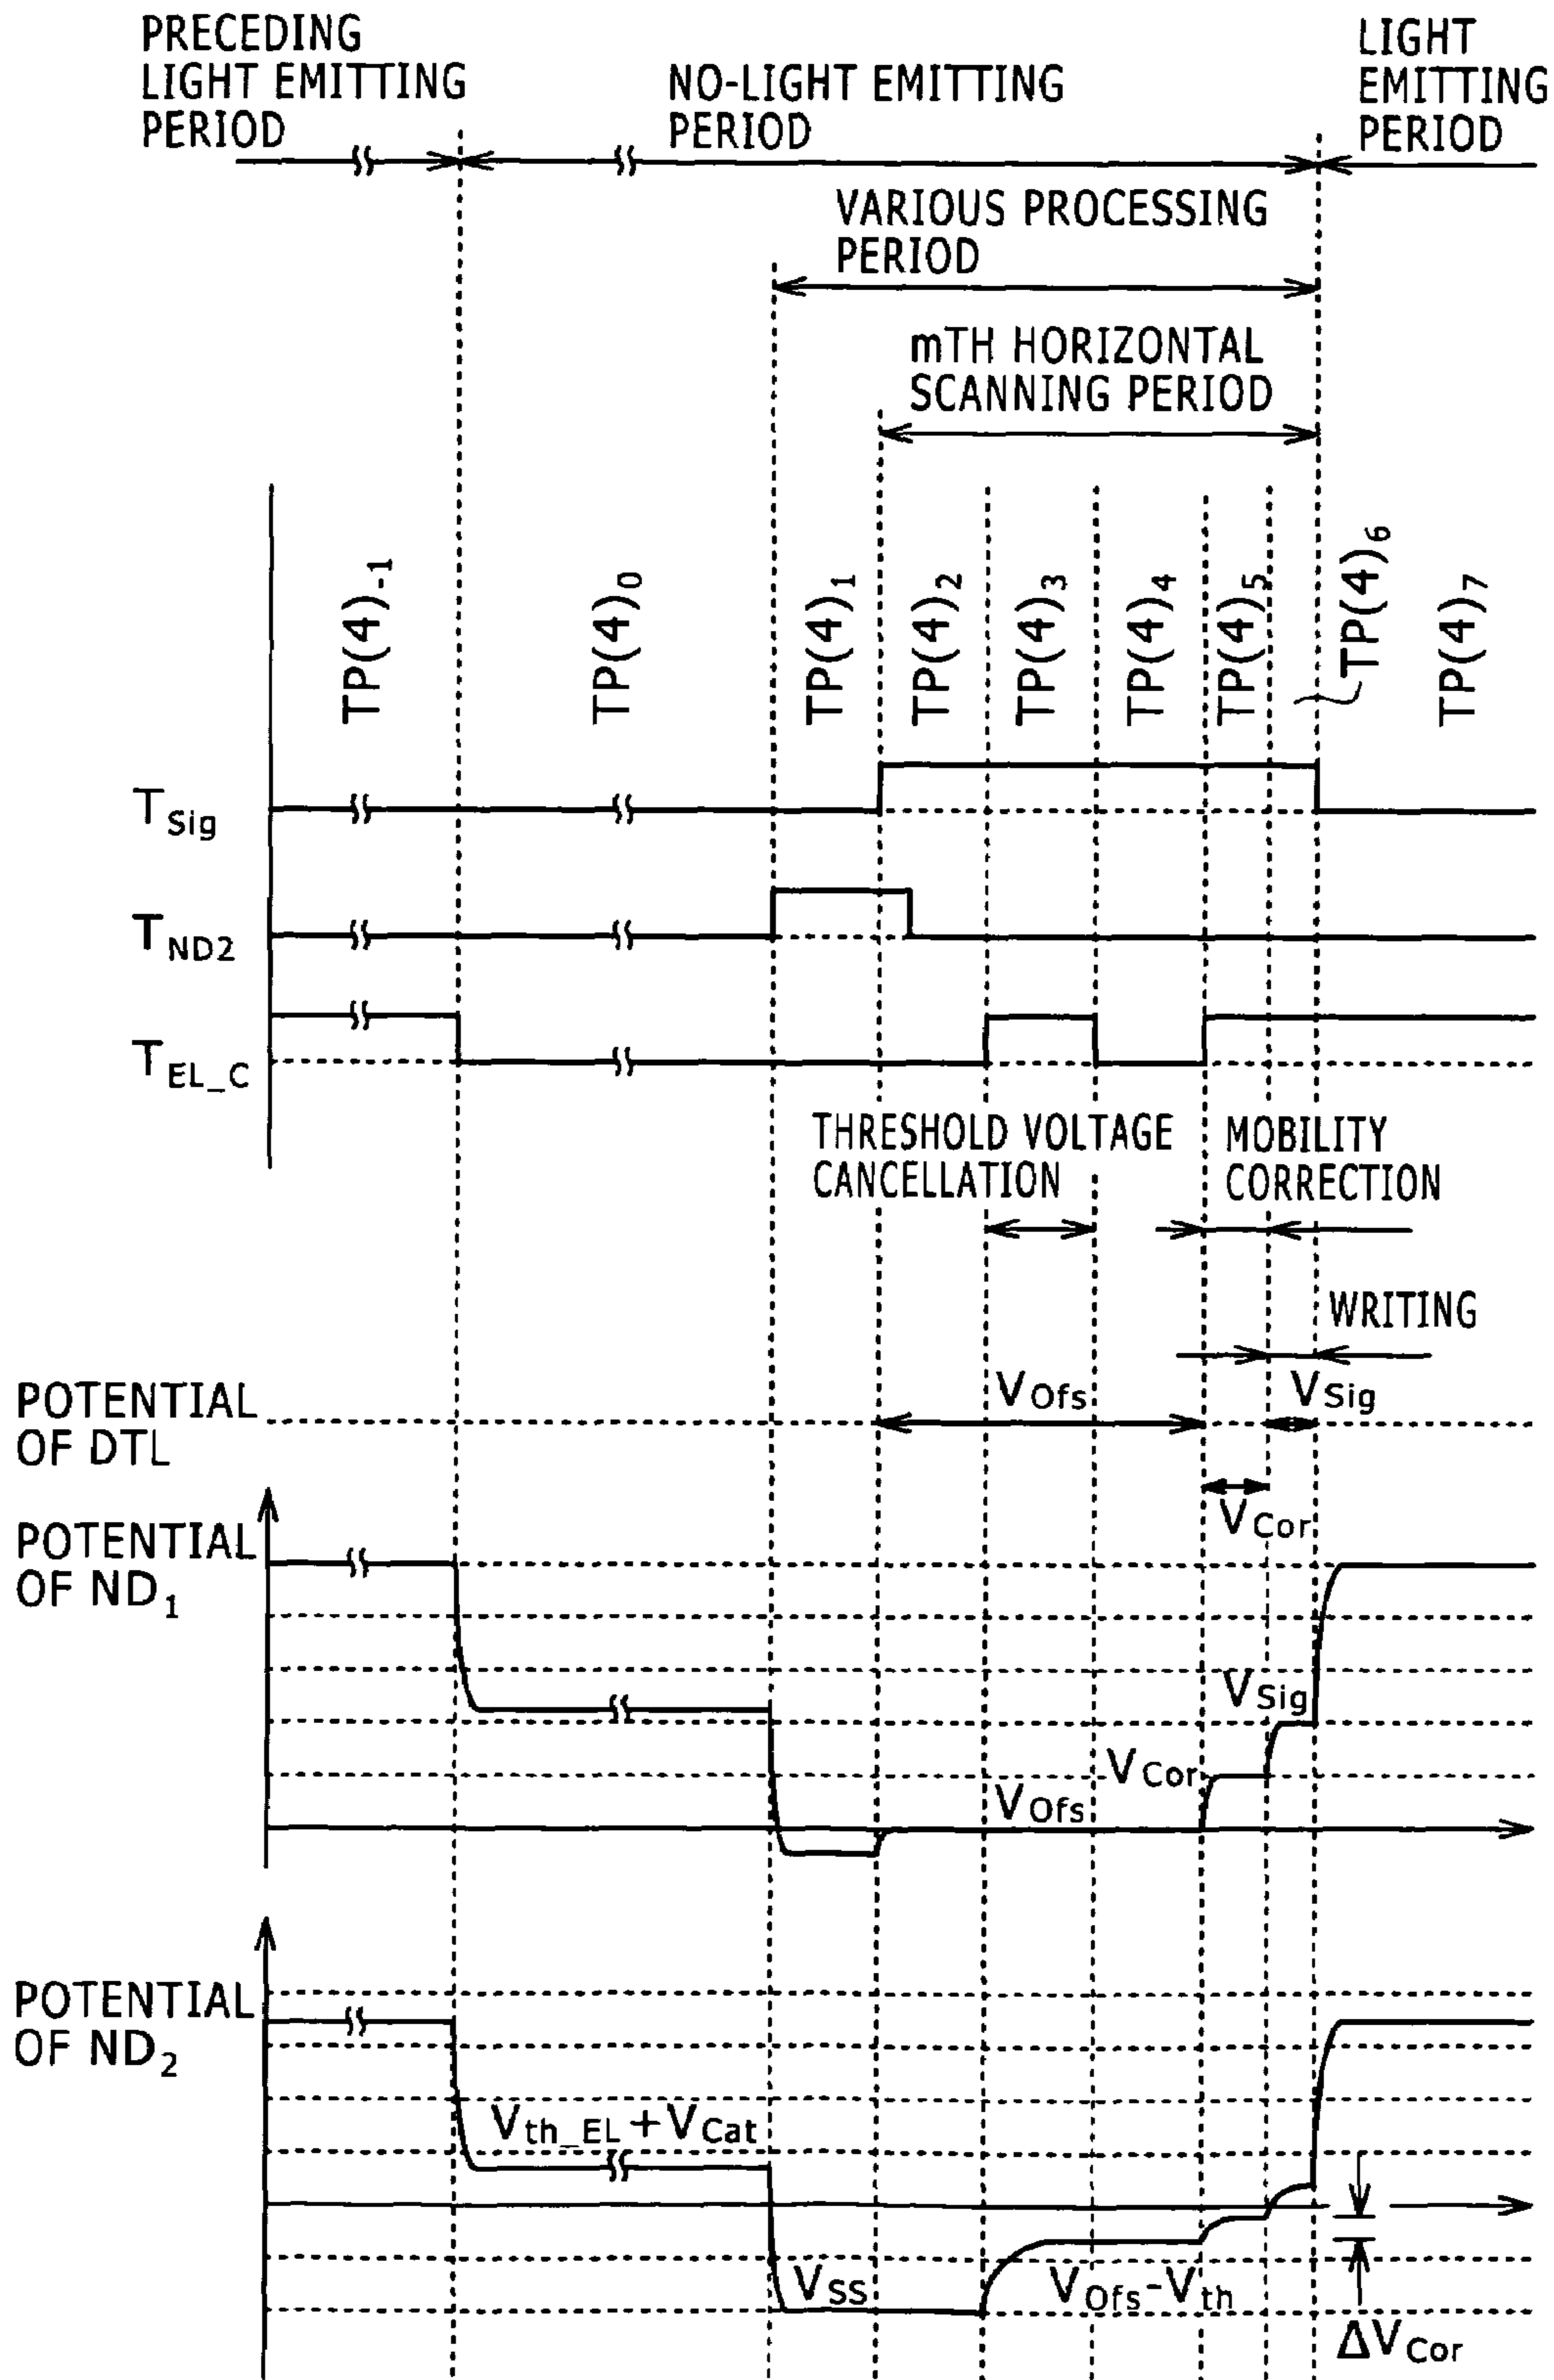 PRECEDING
LIGHT EMITTING
PERIOD
NO-LIGHT EMITTING
PERIOD
LIGHT
EMITTING
PERIOD
VARIOUS PROCESSING
PERIOD
mTH HORIZONTAL
SCANNING PERIOD
TP(4)-1
TP(4)0
TP(4)1
TP(4)2
TP(4)3
TP(4)4
TP(4)5
TP(4)6
TP(4)7
TSig
TND2
TEL_C
THRESHOLD VOLTAGE
CANCELLATION
MOBILITY
CORRECTION
WRITING
POTENTIAL
OF DTL
VOfs
VSig
VCor
POTENTIAL
OF ND1
VSig
VCor
VOfs
POTENTIAL
OF ND2
Vth_EL+VCat
VSS
VOfs-Vth
ΔVCor